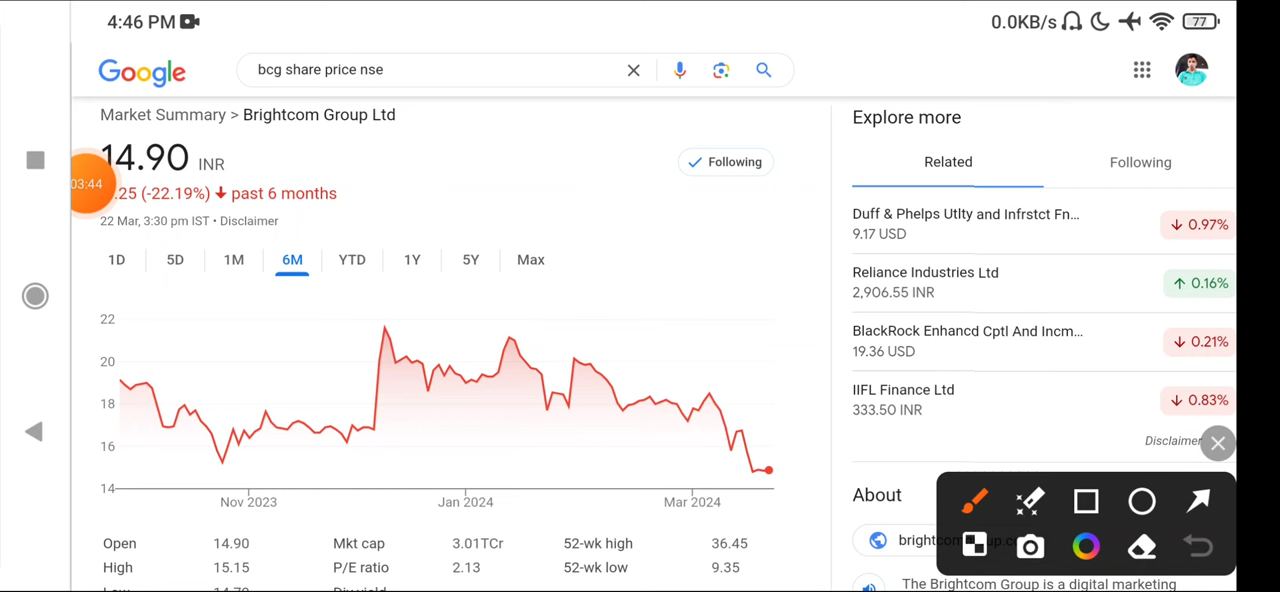 4:46 PM
0.0KB/s
77
Google
bcg share price nse
Market Summary > Brightcom Group Ltd
14.90 INR
Following
03:44
.25 (-22.19%) past 6 months
22 Mar, 3:30 pm IST • Disclaimer
1D 5D 1M 6M YTD 1Y 5Y Max
22
20
18
16
14
Nov 2023 Jan 2024 Mar 2024
Open 14.90 Mkt cap 3.01TCr 52-wk high 36.45
High 15.15 P/E ratio 2.13 52-wk low 9.35
Explore more
Related Following
Duff & Phelps Utlty and Infrstct Fn...
9.17 USD
0.97%
Reliance Industries Ltd
2,906.55 INR
0.16%
BlackRock Enhancd Cptl And Incm...
19.36 USD
0.21%
IIFL Finance Ltd
333.50 INR
0.83%
Disclaimer
About
The Brightcom Group is a digital marketing